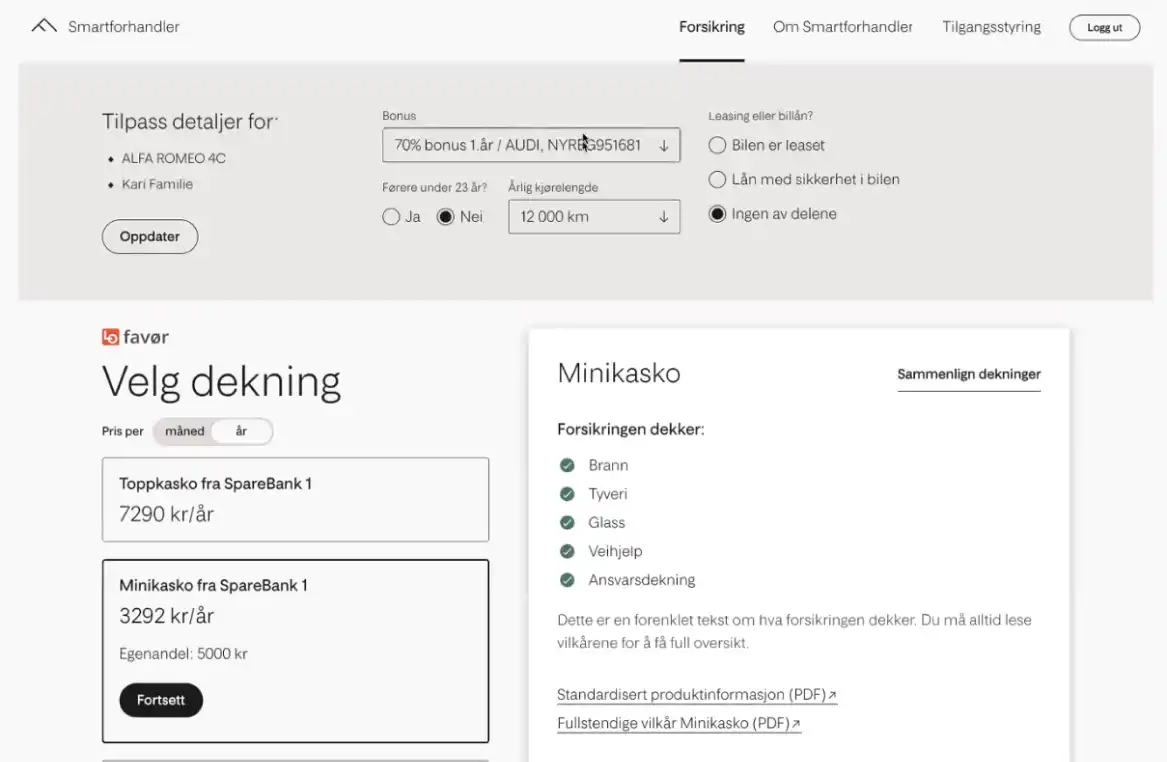 Smartforhandler
Forsikring
Om Smartforhandler
Tilgangsstyring
Logg ut
Tilpass detaljer for:
ALFA ROMEO 4C
Kari Familie
Oppdater
Bonus
70% bonus 1.år / AUDI, NYREG951681
Førere under 23 år?
Ja
Nei
Årlig kjørelengde
12 000 km
Leasing eller billån?
Bilen er leaset
Lån med sikkerhet i bilen
Ingen av delene
LO favør
Velg dekning
Pris per
måned
år
Toppkasko fra SpareBank 1
7290 kr/år
Minikasko fra SpareBank 1
3292 kr/år
Egenandel: 5000 kr
Fortsett
Minikasko
Sammenlign dekninger
Forsikringen dekker:
Brann
Tyveri
Glass
Veihjelp
Ansvarsdekning
Dette er en forenklet tekst om hva forsikringen dekker. Du må alltid lese
vilkårene for å få full oversikt.
Standardisert produktinformasjon (PDF)↗
Fullstendige vilkår Minikasko (PDF)↗